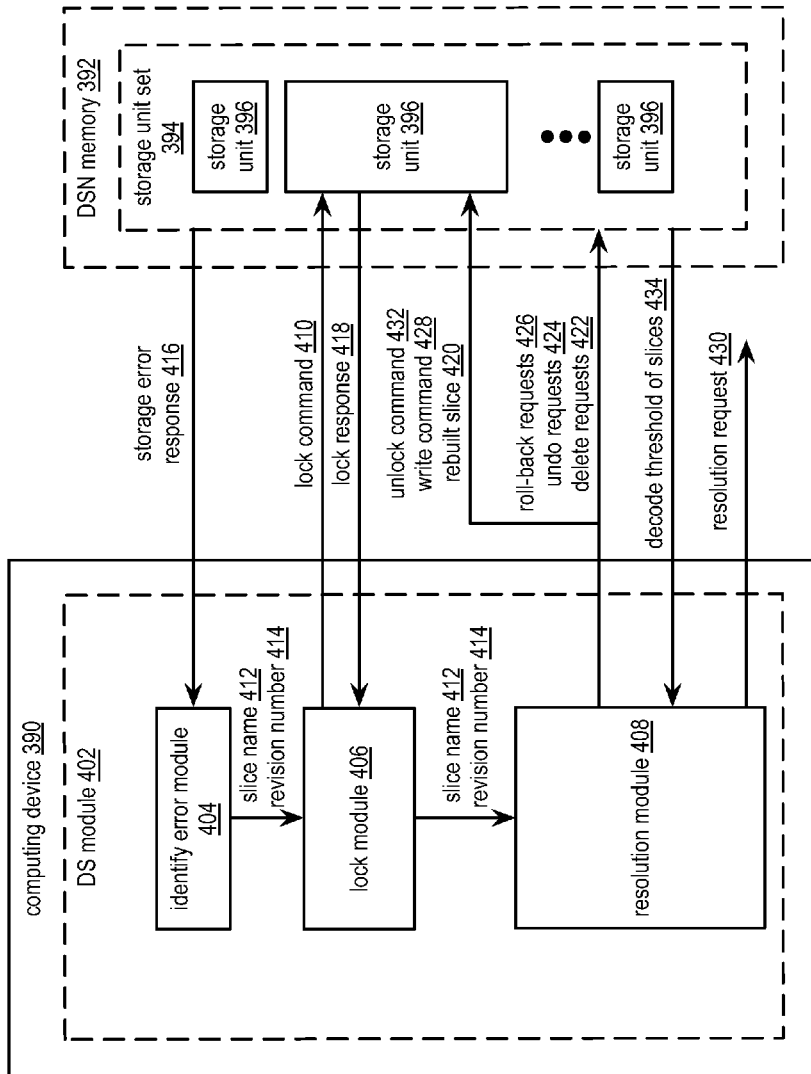 computing device 390
DS module 402
identify error module
404
slice name 412
revision number 414
lock module 406
slice name 412
revision number 414
resolution module 408
storage error
response 416
lock command 410
lock response 418
unlock command 432
write command 428
rebuilt slice 420
roll-back requests 426
undo requests 424
delete requests 422
decode threshold of slices 434
resolution request 430
DSN memory 392
storage unit set
394
storage
unit 396
storage
unit 396
storage
unit 396